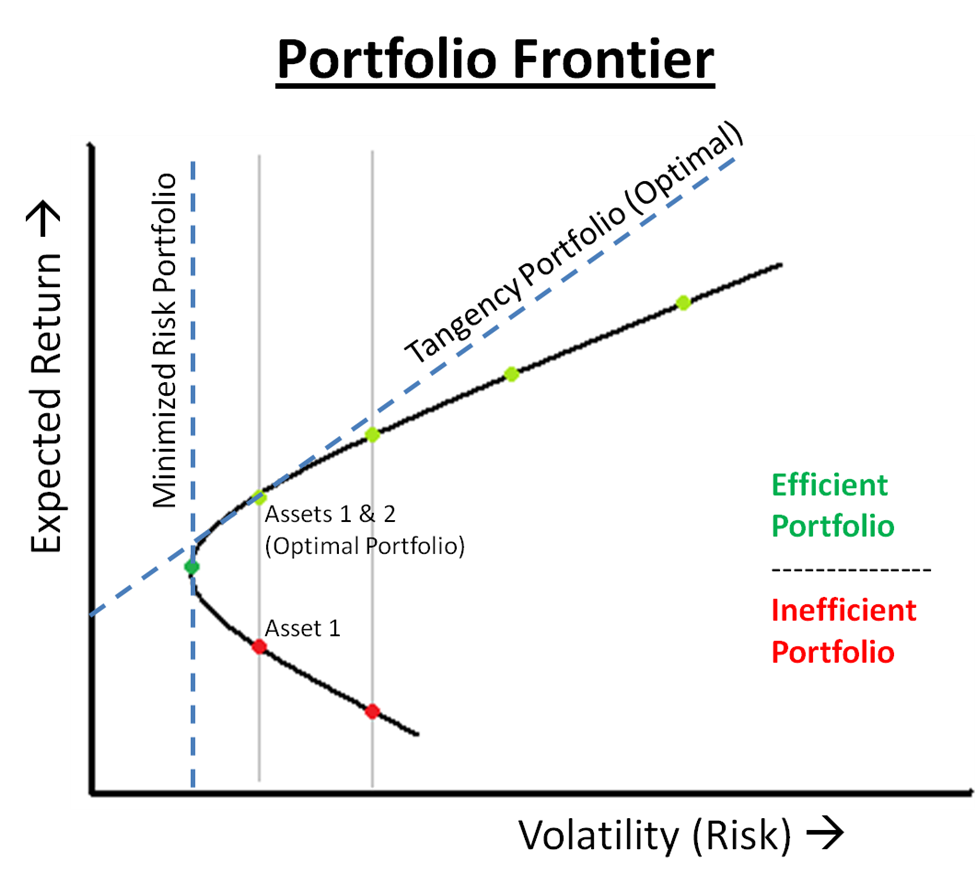 Portfolio Frontier
Expected Return →
Minimized Risk Portfolio
Tangency Portfolio (Optimal)
Assets 1 & 2
(Optimal Portfolio)
Asset 1
Efficient
Portfolio
---------------
Inefficient
Portfolio
Volatility (Risk) →